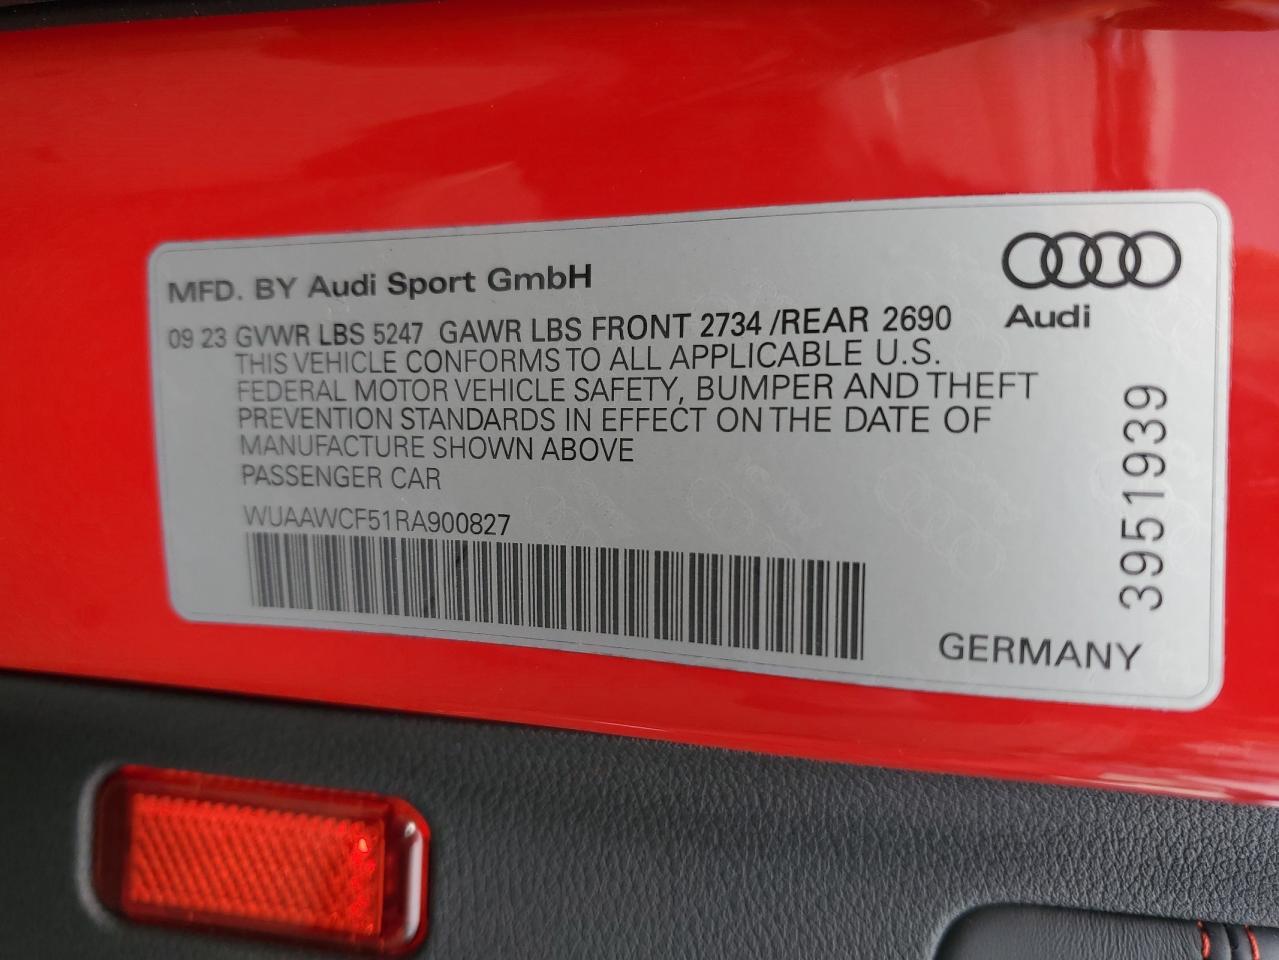 MFD. BY Audi Sport GmbH
Audi
09 23 GVWR LBS 5247 GAWR LBS FRONT 2734 /REAR 2690
THIS VEHICLE CONFORMS TO ALL APPLICABLE U.S.
FEDERAL MOTOR VEHICLE SAFETY, BUMPER AND THEFT
PREVENTION STANDARDS IN EFFECT ON THE DATE OF
MANUFACTURE SHOWN ABOVE
PASSENGER CAR
WUAAWCF51RA900827
3951939
GERMANY